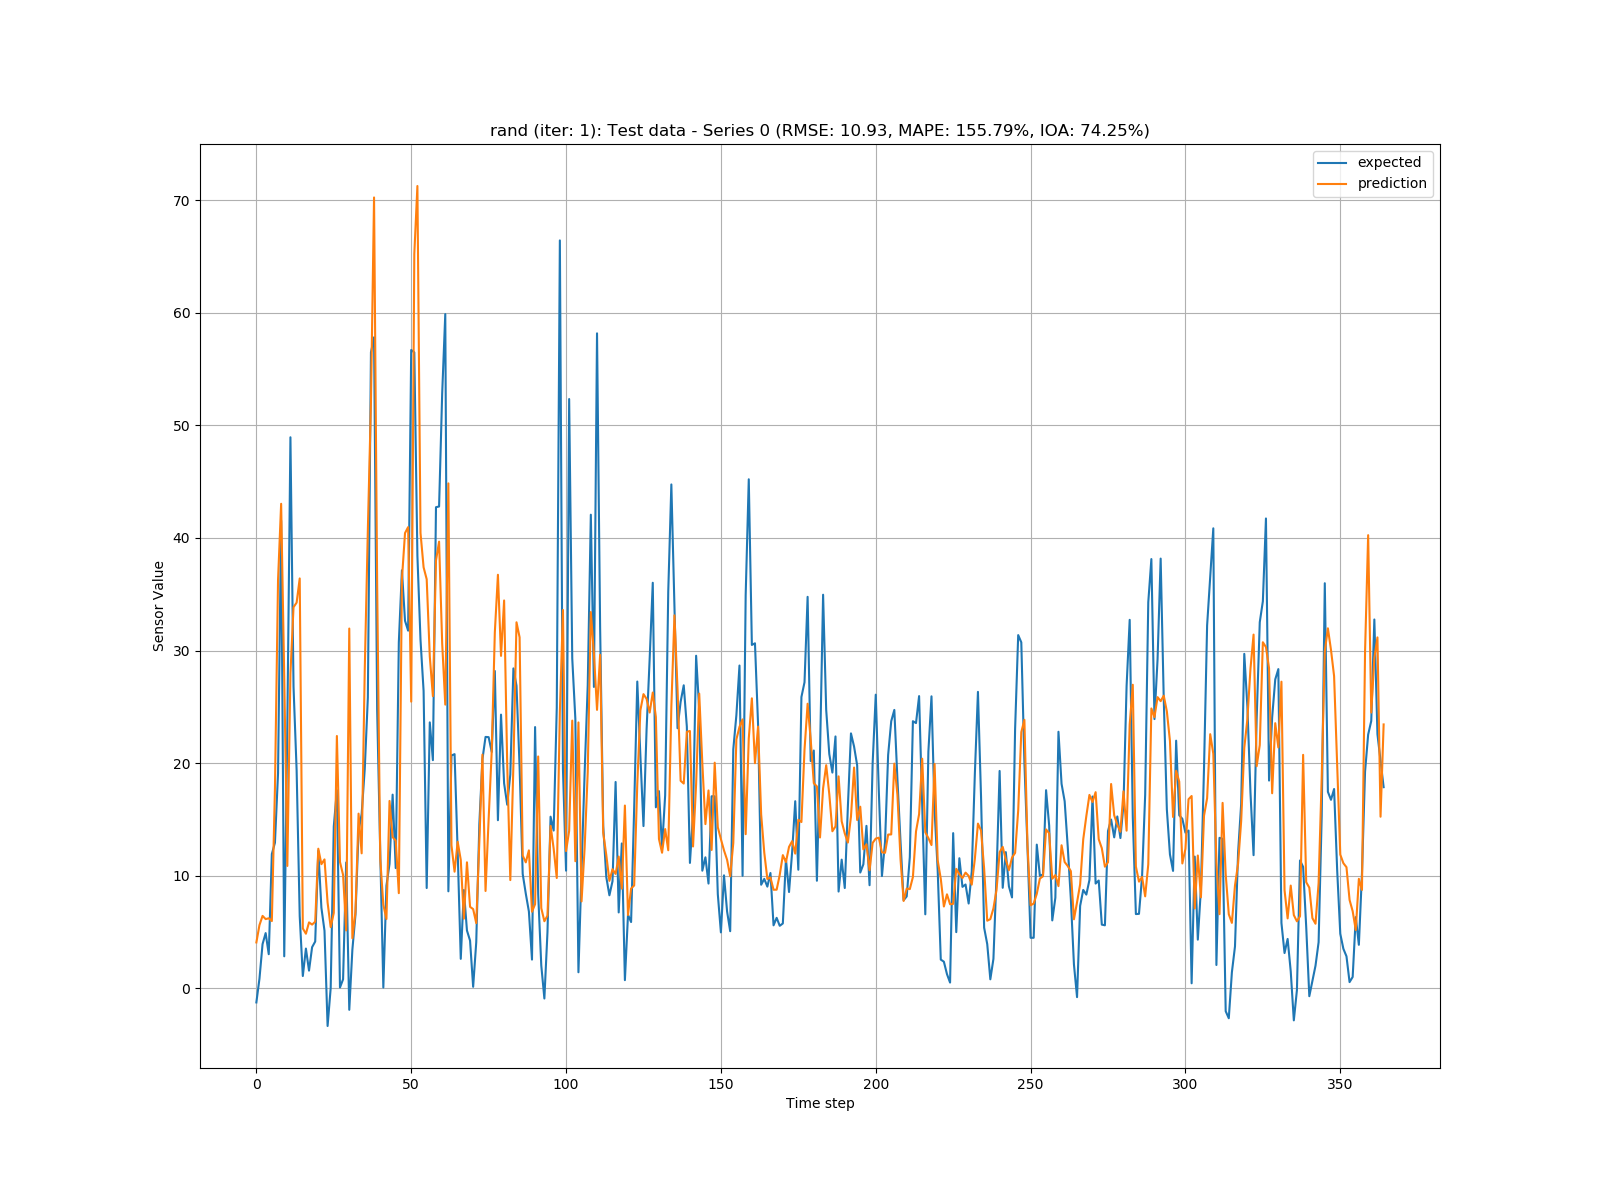 rand (iter: 1): Test data - Series 0 (RMSE: 10.93, MAPE: 155.79%, IOA: 74.25%)
expected
prediction
70
60
50
40
30
20
10
0
Sensor Value
0 50 100 150 200 250 300 350
Time step